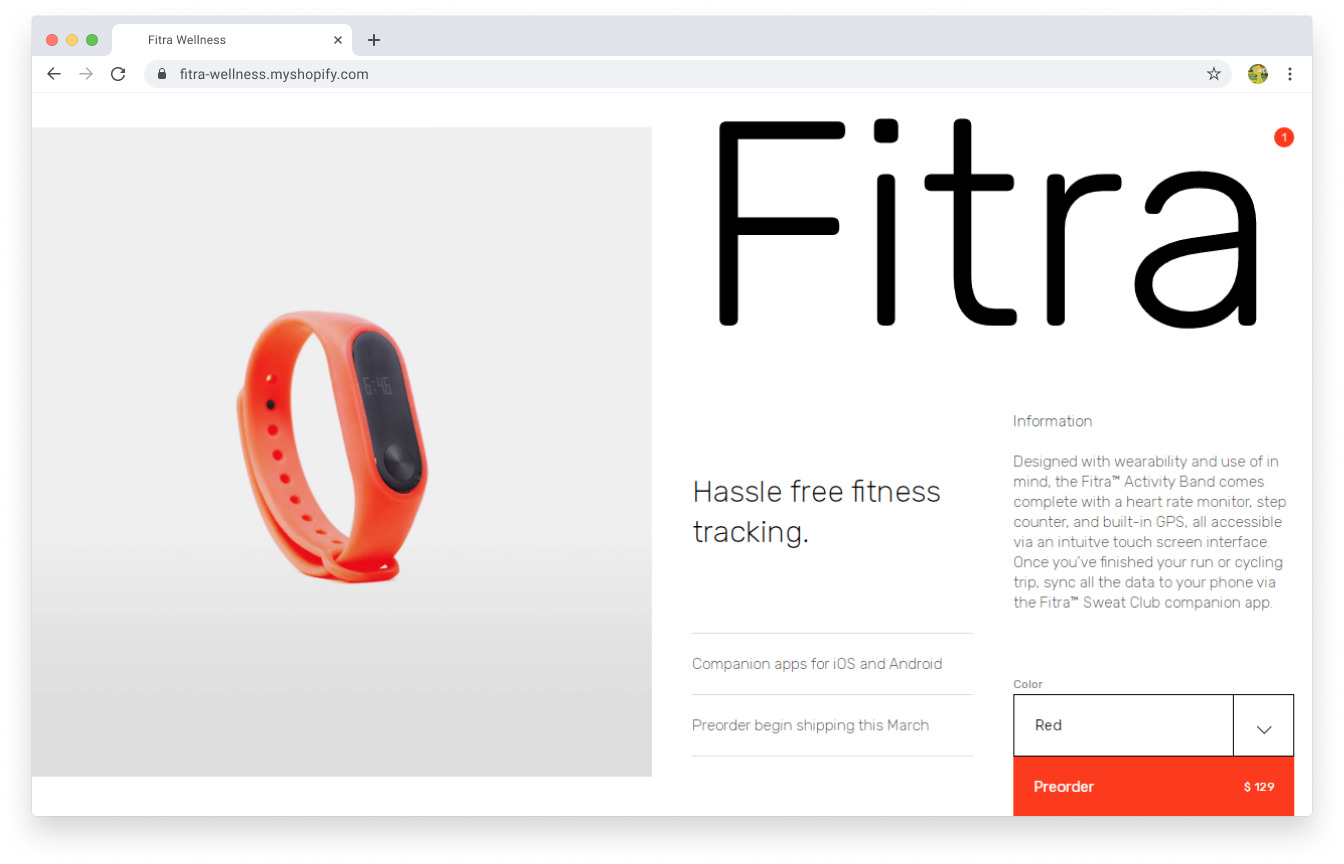 Fitra Wellness
fitra-wellness.myshopify.com
Fitra
1
6:46
Hassle free fitness
tracking.
Companion apps for iOS and Android
Preorder begin shipping this March
Information
Designed with wearability and use of in
mind, the Fitra™ Activity Band comes
complete with a heart rate monitor, step
counter, and built-in GPS, all accessible
via an intuitve touch screen interface.
Once you've finished your run or cycling
trip, sync all the data to your phone via
the Fitra™ Sweat Club companion app.
Color
Red
Preorder $ 129